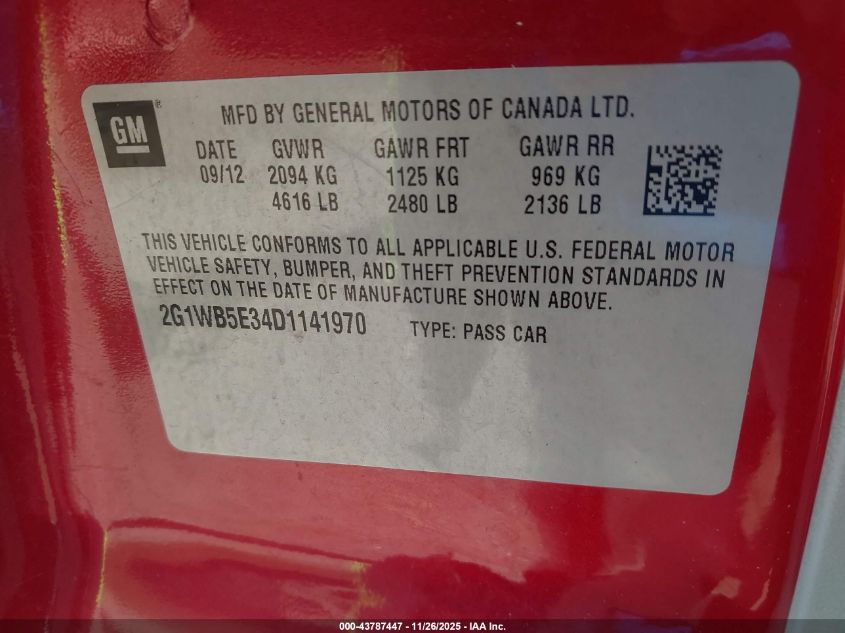 GM ®
MFD BY GENERAL MOTORS OF CANADA LTD.
DATE GVWR GAWR FRT GAWR RR
09/12 2094 KG 1125 KG 969 KG
4616 LB 2480 LB 2136 LB
THIS VEHICLE CONFORMS TO ALL APPLICABLE U.S. FEDERAL MOTOR
VEHICLE SAFETY, BUMPER, AND THEFT PREVENTION STANDARDS IN
EFFECT ON THE DATE OF MANUFACTURE SHOWN ABOVE.
2G1WB5E34D1141970 TYPE: PASS CAR
000-43787447 - 11/26/2025 - IAA Inc.